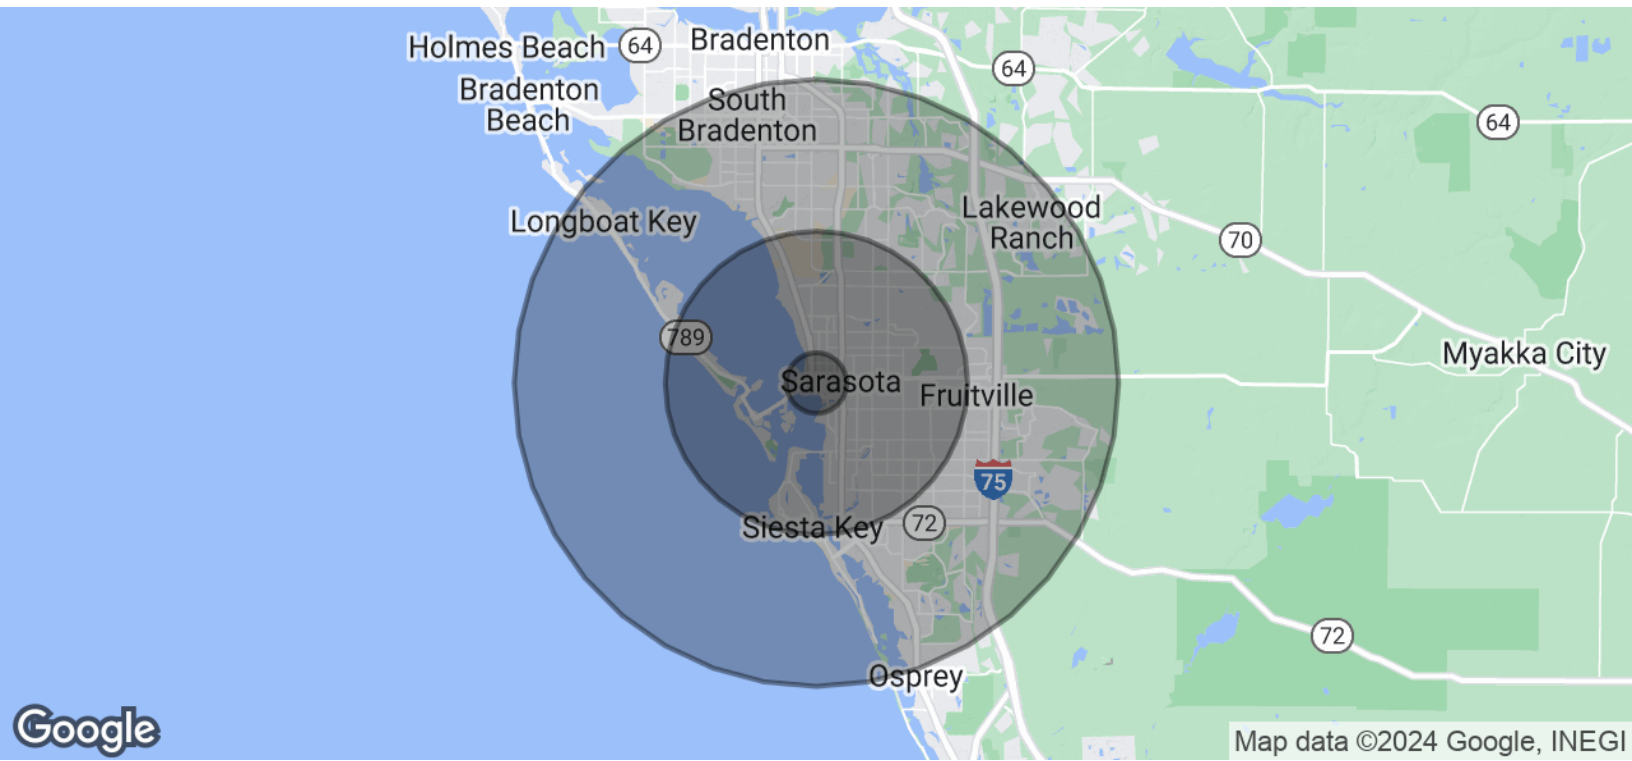 Holmes Beach
64
Bradenton
64
Bradenton
Beach
South
Bradenton
64
Longboat Key
Lakewood
Ranch
70
789
Myakka City
Sarasota
Fruitville
75
Siesta Key
72
72
Osprey
Google
Map data ©2024 Google, INEGI